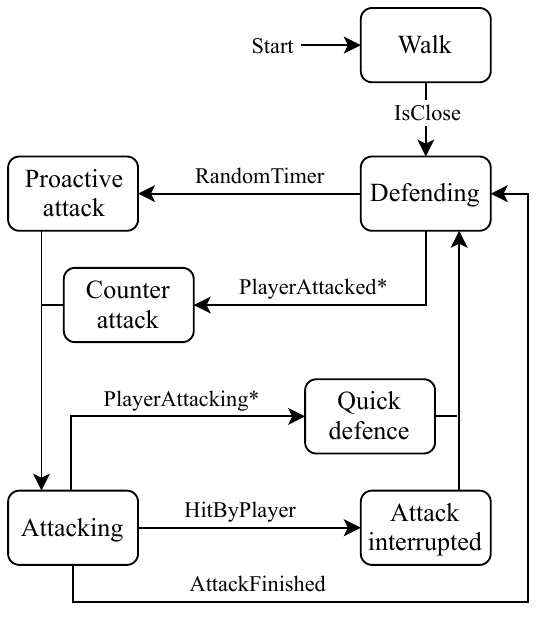 Start
Walk
IsClose
Proactive
attack
RandomTimer
Defending
Counter
attack
PlayerAttacked*
PlayerAttacking*
Quick
defence
Attacking
HitByPlayer
Attack
interrupted
AttackFinished